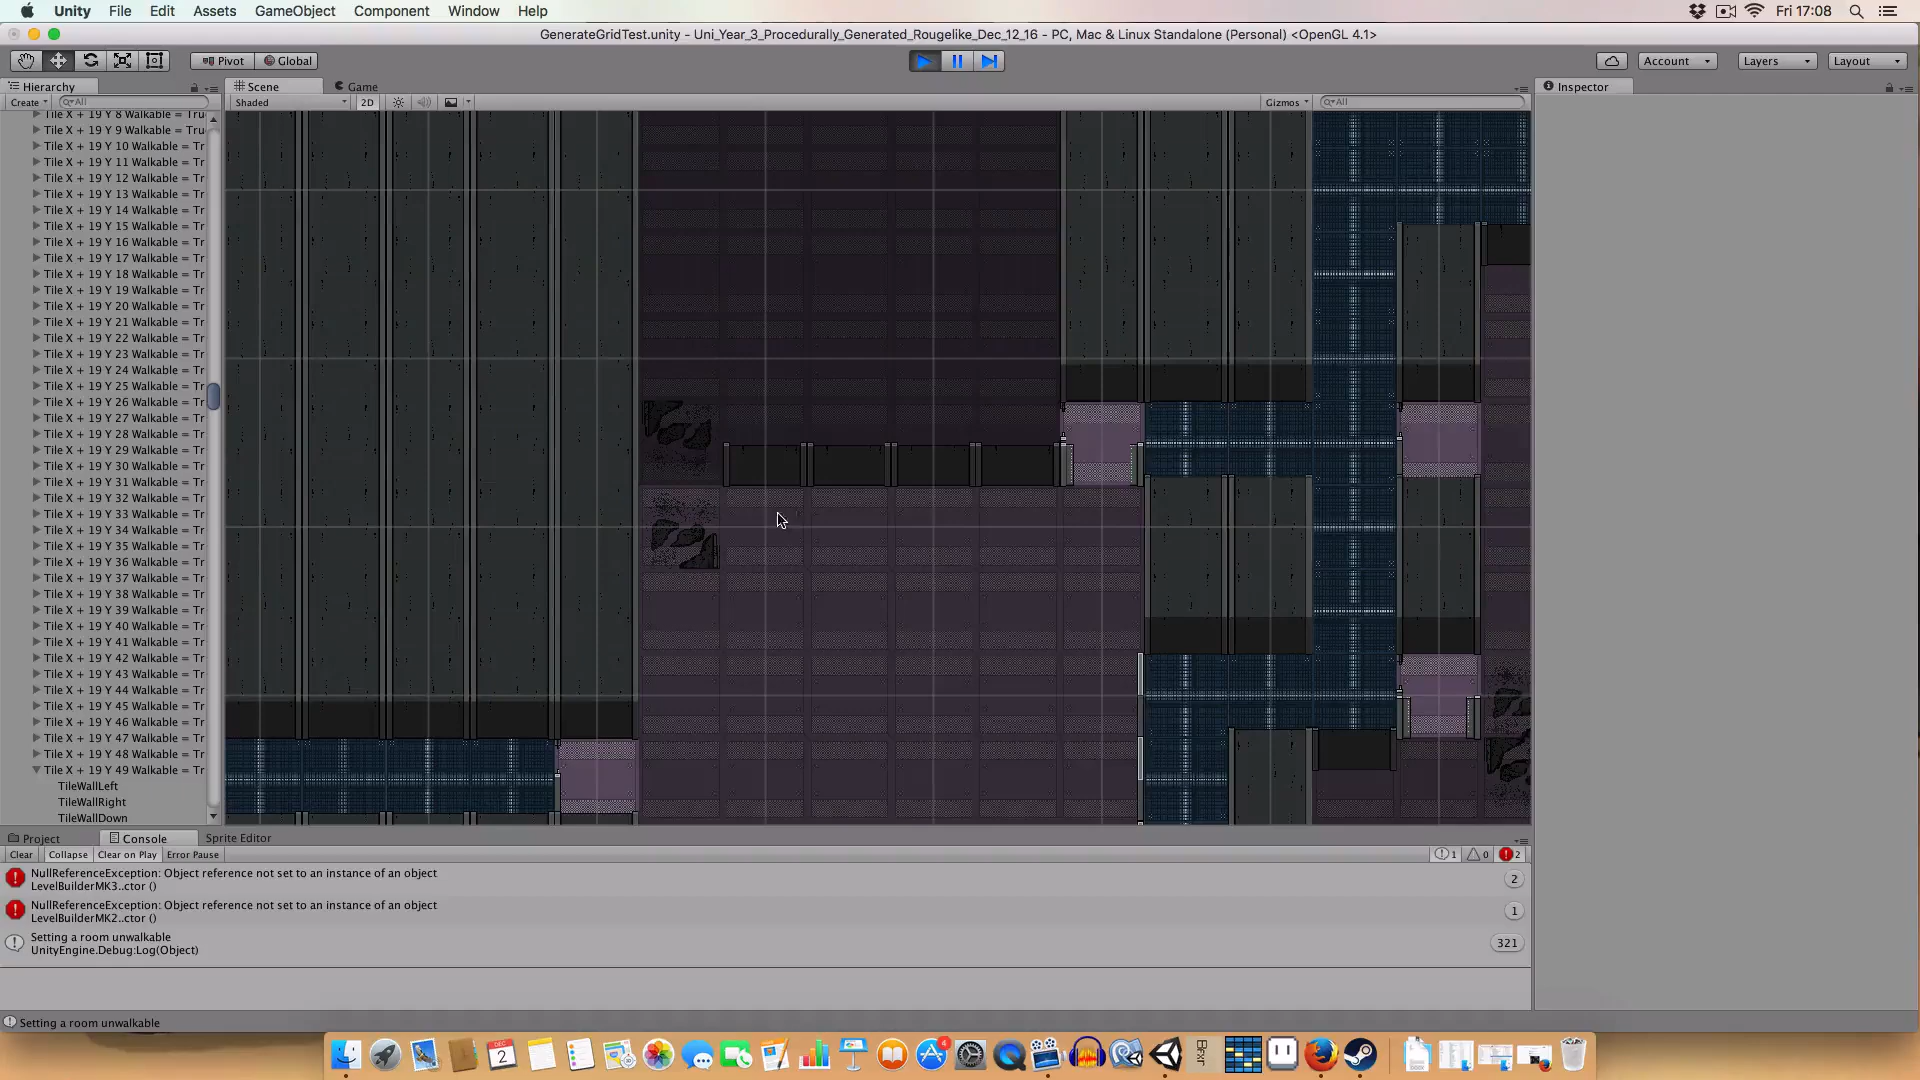 Unity File Edit Assets GameObject Component Window Help Fri 17:08
GenerateGridTest.unity - Uni_Year_3_Procedurally_Generated_Rougelike_Dec_12_16 - PC, Mac & Linux Standalone (Personal) <OpenGL 4.1>
Pivot Global Account Layers Layout
Hierarchy Scene Game Inspector
Create All Shaded 2D Gizmos All
Tile X + 19 Y 8 Walkable = Tru
Tile X + 19 Y 9 Walkable = Tru
Tile X + 19 Y 10 Walkable = Tr
Tile X + 19 Y 11 Walkable = Tr
Tile X + 19 Y 12 Walkable = Tr
Tile X + 19 Y 13 Walkable = Tr
Tile X + 19 Y 14 Walkable = Tr
Tile X + 19 Y 15 Walkable = Tr
Tile X + 19 Y 16 Walkable = Tr
Tile X + 19 Y 17 Walkable = Tr
Tile X + 19 Y 18 Walkable = Tr
Tile X + 19 Y 19 Walkable = Tr
Tile X + 19 Y 20 Walkable = Tr
Tile X + 19 Y 21 Walkable = Tr
Tile X + 19 Y 22 Walkable = Tr
Tile X + 19 Y 23 Walkable = Tr
Tile X + 19 Y 24 Walkable = Tr
Tile X + 19 Y 25 Walkable = Tr
Tile X + 19 Y 26 Walkable = Tr
Tile X + 19 Y 27 Walkable = Tr
Tile X + 19 Y 28 Walkable = Tr
Tile X + 19 Y 29 Walkable = Tr
Tile X + 19 Y 30 Walkable = Tr
Tile X + 19 Y 31 Walkable = Tr
Tile X + 19 Y 32 Walkable = Tr
Tile X + 19 Y 33 Walkable = Tr
Tile X + 19 Y 34 Walkable = Tr
Tile X + 19 Y 35 Walkable = Tr
Tile X + 19 Y 36 Walkable = Tr
Tile X + 19 Y 37 Walkable = Tr
Tile X + 19 Y 38 Walkable = Tr
Tile X + 19 Y 39 Walkable = Tr
Tile X + 19 Y 40 Walkable = Tr
Tile X + 19 Y 41 Walkable = Tr
Tile X + 19 Y 42 Walkable = Tr
Tile X + 19 Y 43 Walkable = Tr
Tile X + 19 Y 44 Walkable = Tr
Tile X + 19 Y 45 Walkable = Tr
Tile X + 19 Y 46 Walkable = Tr
Tile X + 19 Y 47 Walkable = Tr
Tile X + 19 Y 48 Walkable = Tr
Tile X + 19 Y 49 Walkable = Tr
TileWallLeft
TileWallRight
TileWallDown
Project Console Sprite Editor
Clear Collapse Clear on Play Error Pause 1 0 2
NullReferenceException: Object reference not set to an instance of an object
LevelBuilderMK3..ctor () 2
NullReferenceException: Object reference not set to an instance of an object
LevelBuilderMK2..ctor () 1
Setting a room unwalkable
UnityEngine.Debug:Log(Object) 321
Setting a room unwalkable
DEC
2
4
Bfxr